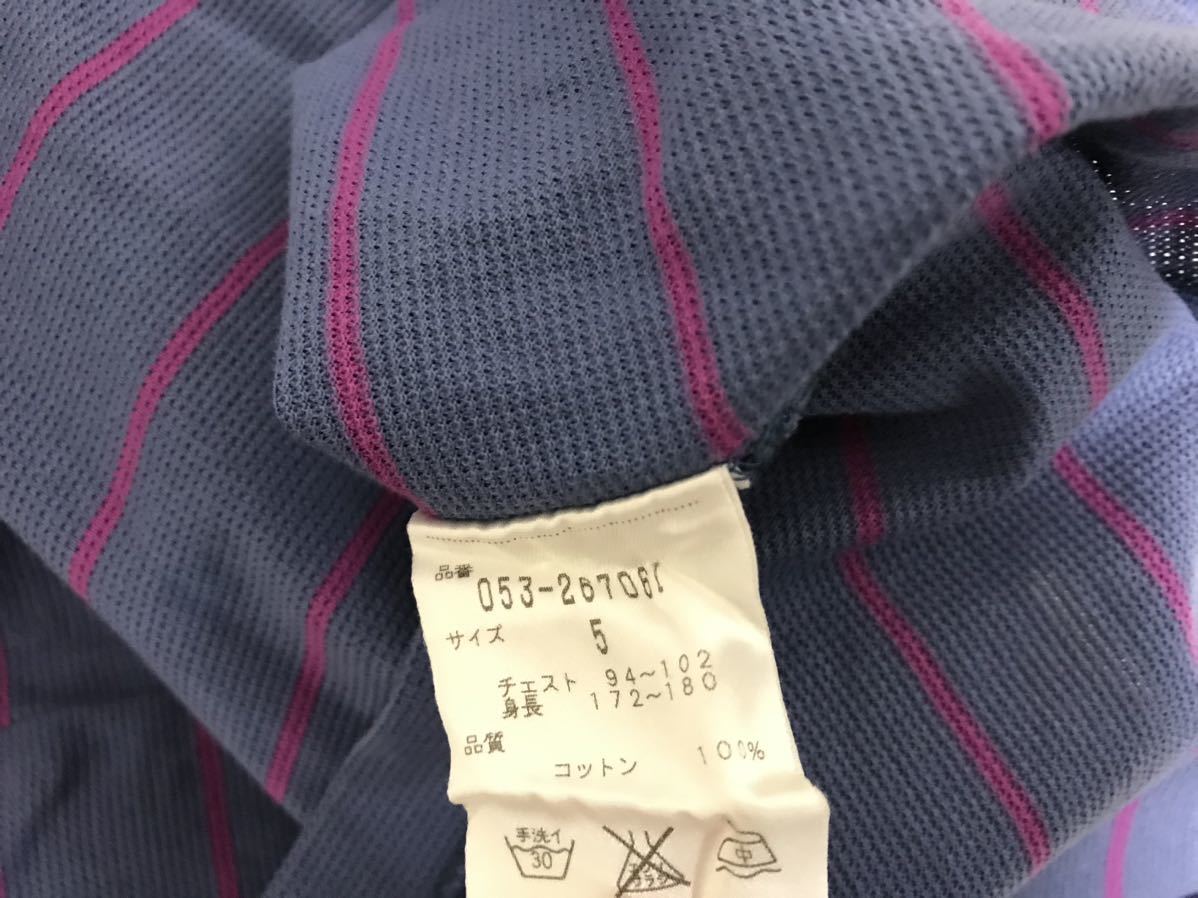 品番 053-267061
サイズ 5
チェスト 94~102
身長 172~180
品質
コットン 100%
手洗イ
30
中